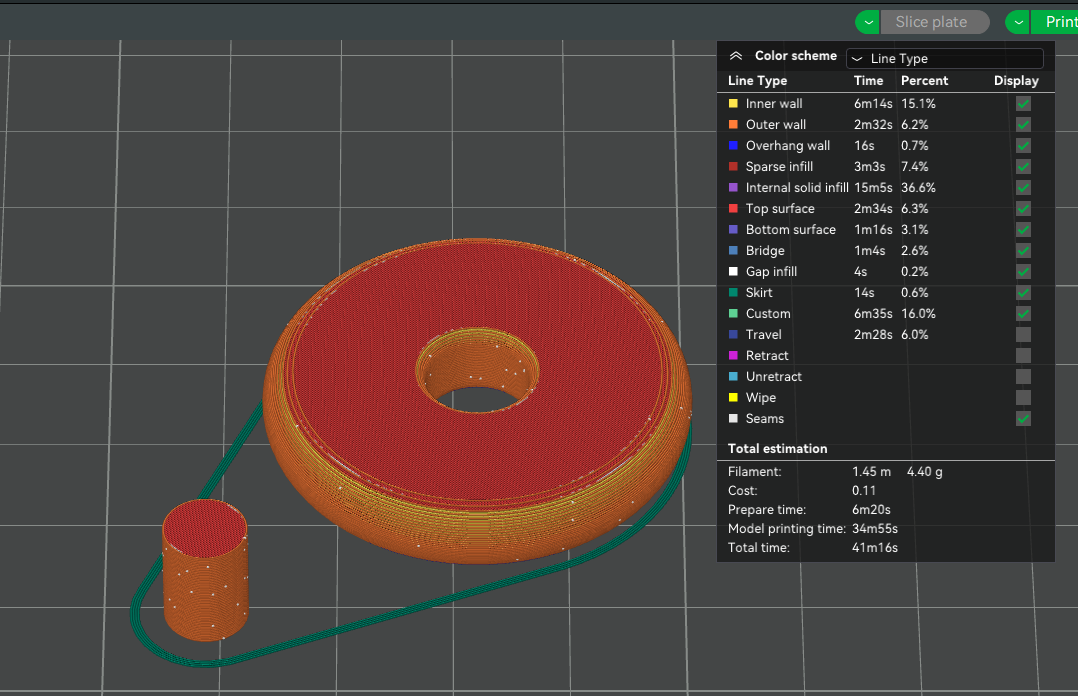 Slice plate Print
Color scheme Line Type
Line Type Time Percent Display
Inner wall 6m14s 15.1%
Outer wall 2m32s 6.2%
Overhang wall 16s 0.7%
Sparse infill 3m3s 7.4%
Internal solid infill 15m5s 36.6%
Top surface 2m34s 6.3%
Bottom surface 1m16s 3.1%
Bridge 1m4s 2.6%
Gap infill 4s 0.2%
Skirt 14s 0.6%
Custom 6m35s 16.0%
Travel 2m28s 6.0%
Retract
Unretract
Wipe
Seams
Total estimation
Filament: 1.45 m 4.40 g
Cost: 0.11
Prepare time: 6m20s
Model printing time: 34m55s
Total time: 41m16s